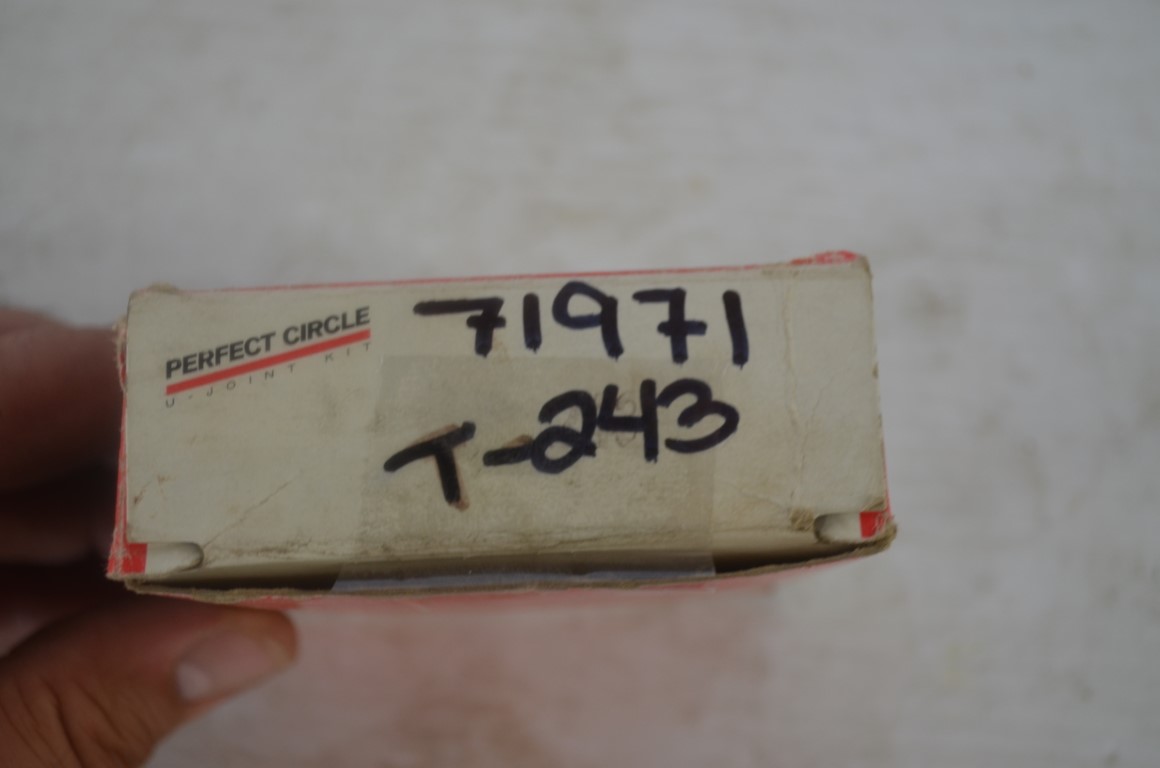 PERFECT CIRCLE
U-JOINT KIT
71971
T-243